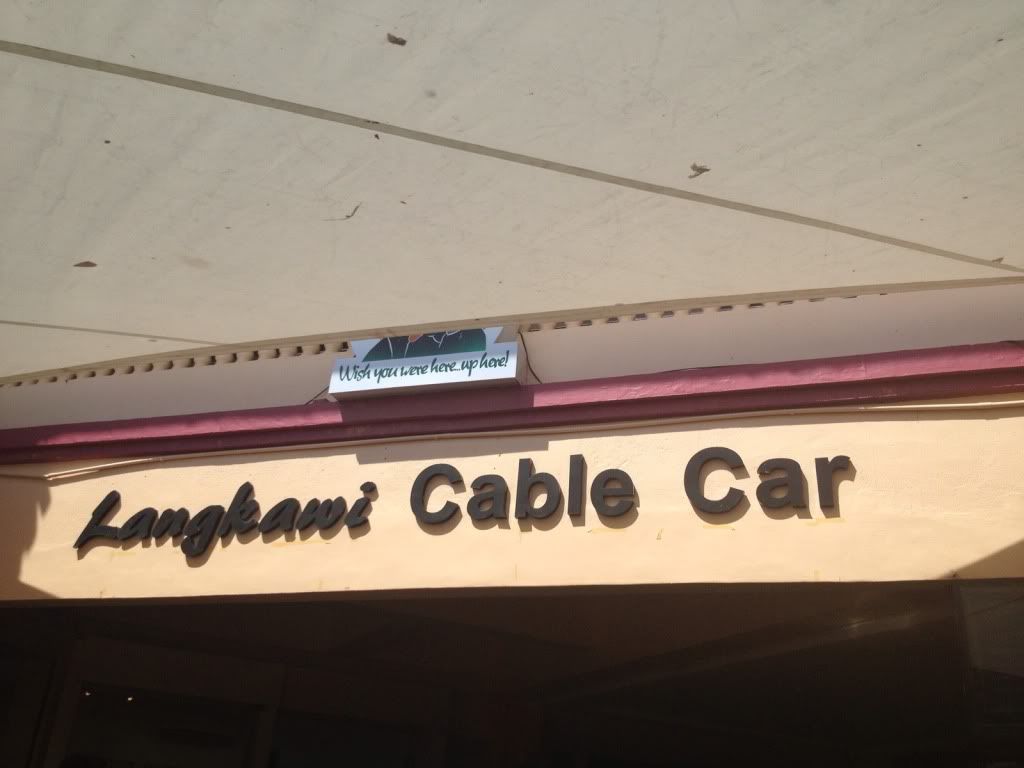 Wish you were here...up here!
Langkawi Cable Car